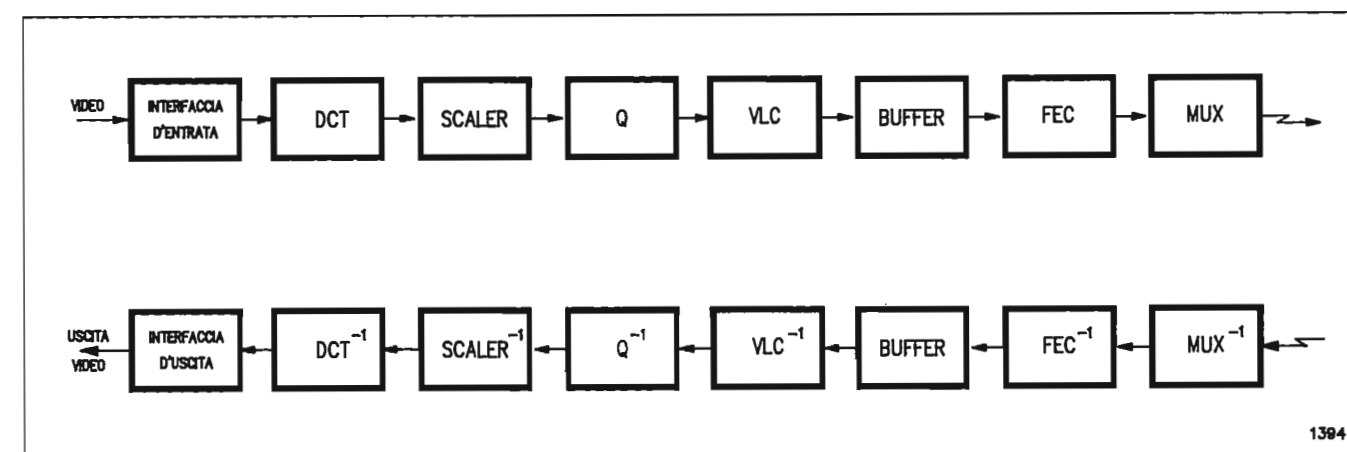 VIDEO
INTERFACCIA
D'ENTRATA
DCT
SCALER
Q
VLC
BUFFER
FEC
MUX
USCITA
VIDEO
INTERFACCIA
D'USCITA
DCT⁻¹
SCALER⁻¹
Q⁻¹
VLC⁻¹
BUFFER
FEC⁻¹
MUX⁻¹
1394